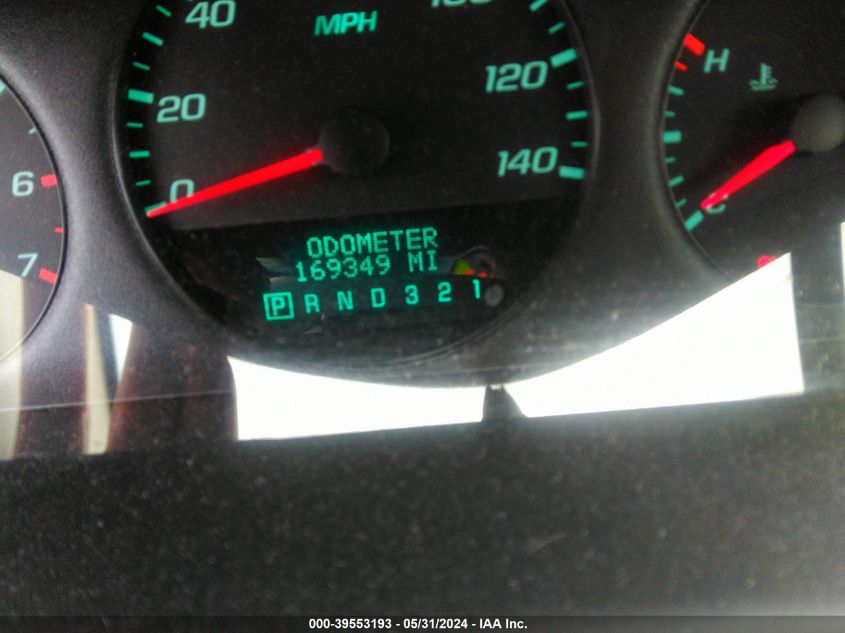 40
MPH
120
20
H
140
6
0
C
ODOMETER
169349 MI
7
P R N D 3 2 1
000-39553193 - 05/31/2024 - IAA Inc.